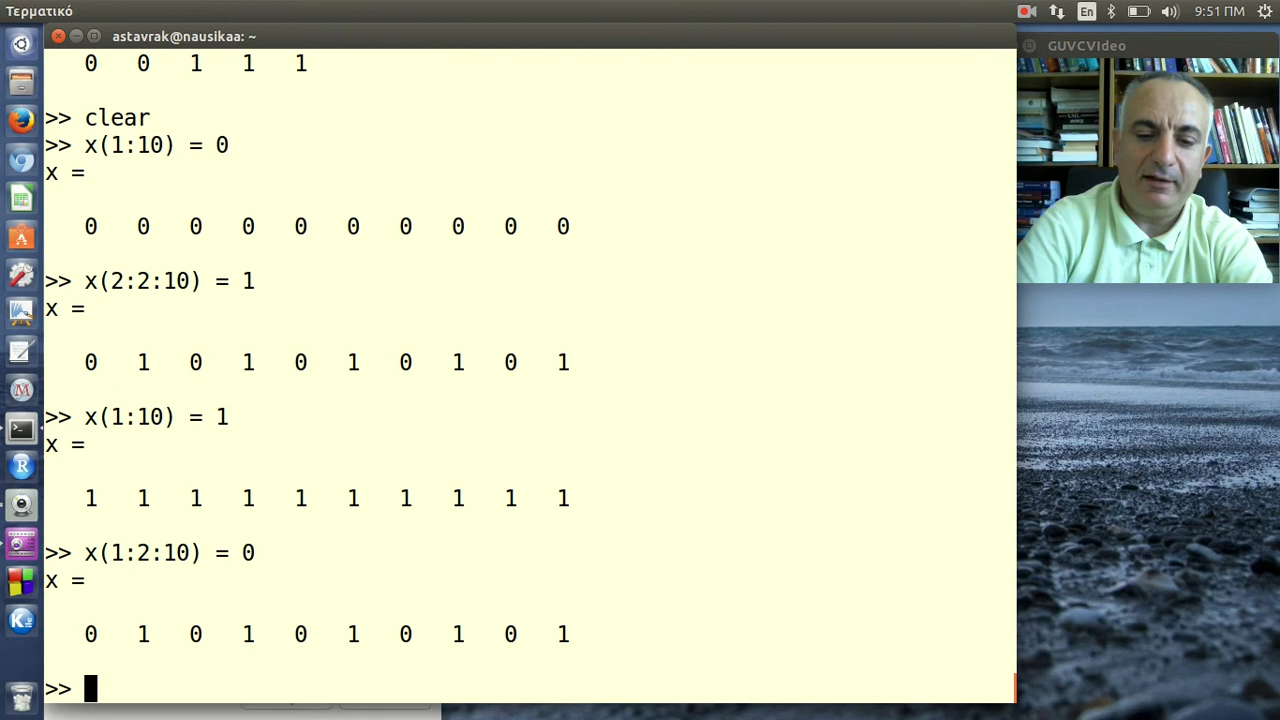 Τερματικό
En
9:51 ΠΜ
astavrak@nausikaa: ~
GUVCVIdeo
0 0 1 1 1
>> clear
>> x(1:10) = 0
x =
0 0 0 0 0 0 0 0 0 0
>> x(2:2:10) = 1
x =
0 1 0 1 0 1 0 1 0 1
>> x(1:10) = 1
x =
1 1 1 1 1 1 1 1 1 1
>> x(1:2:10) = 0
x =
0 1 0 1 0 1 0 1 0 1
>>